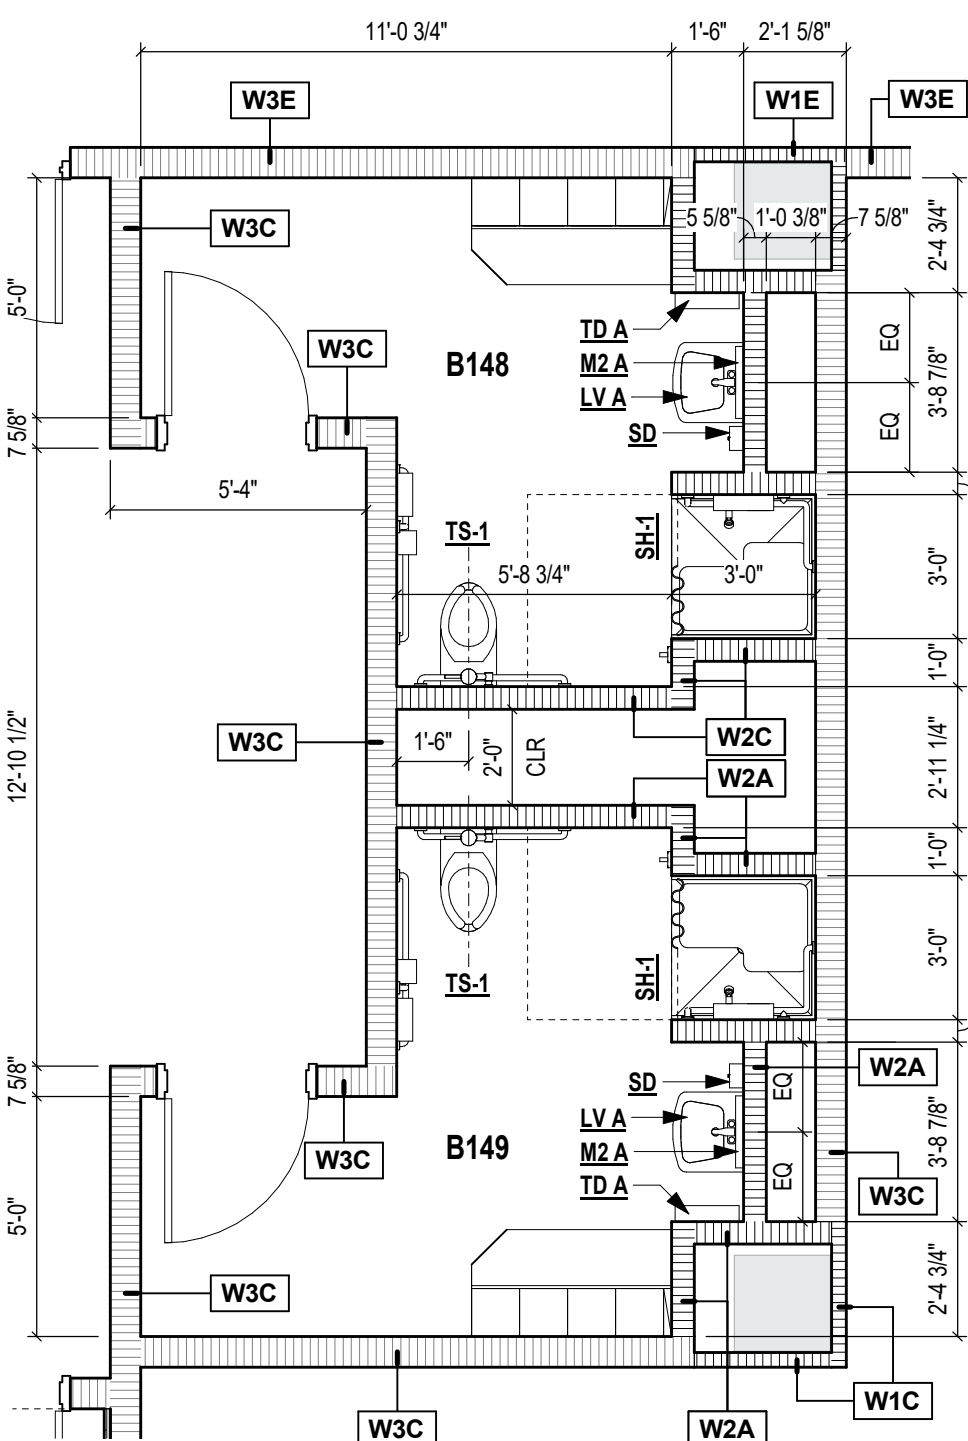 11'-0 3/4"
1'-6"
2'-1 5/8"
W3E
W1E
W3E
W3C
5 5/8"
1'-0 3/8"
7 5/8"
2'-4 3/4"
5'-0"
TD A
W3C
B148
M2 A
EQ
3'-8 7/8"
LV A
SD
EQ
7 5/8"
5'-4"
TS-1
SH-1
5'-8 3/4"
3'-0"
3'-0"
1'-0"
W3C
1'-6"
2'-0"
CLR
W2C
W2A
12'-10 1/2"
2'-11 1/4"
1'-0"
TS-1
SH-1
3'-0"
7 5/8"
SD
EQ
W2A
LV A
B149
M2 A
W3C
3'-8 7/8"
TD A
EQ
W3C
5'-0"
W3C
2'-4 3/4"
W1C
W3C
W2A